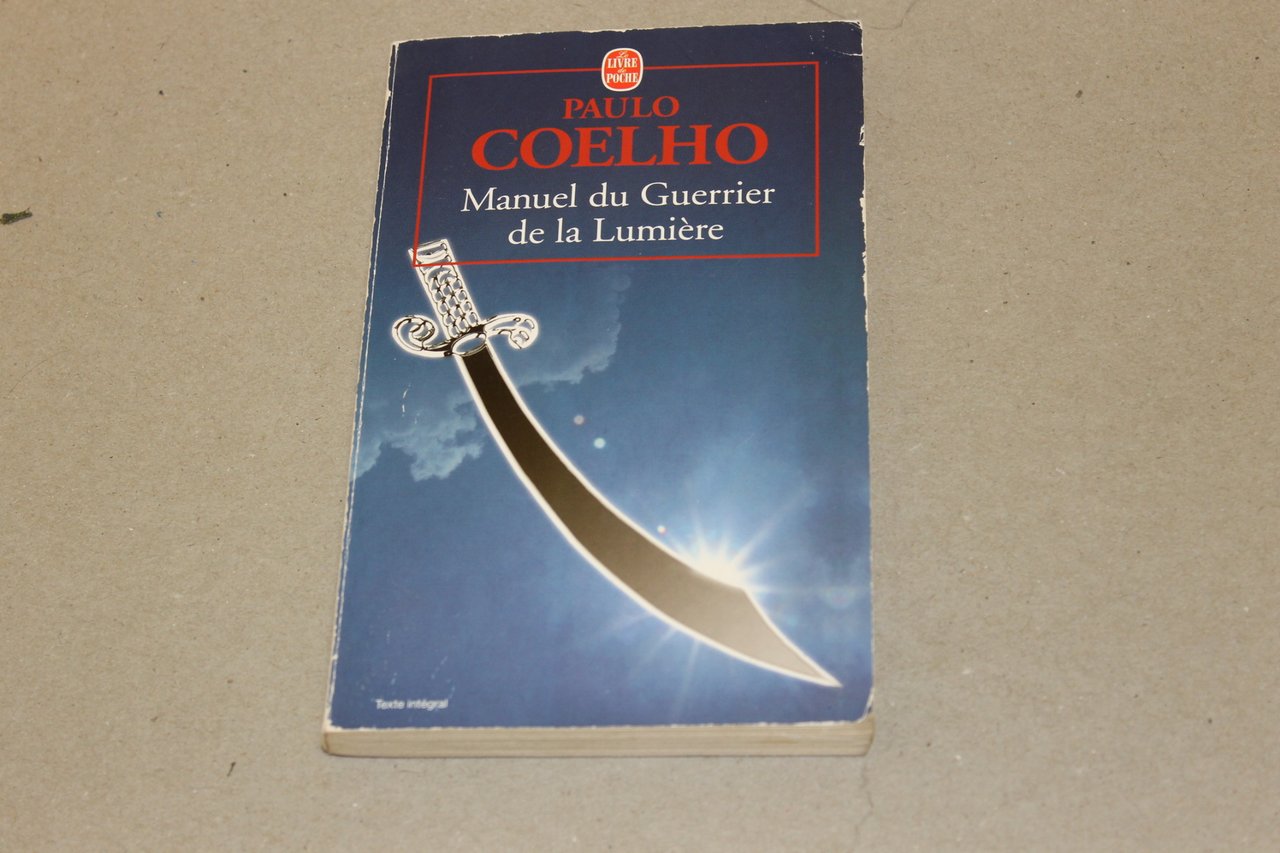 Le
LIVRE
de
POCHE
PAULO
COELHO
Manuel du Guerrier
de la Lumière
Texte intégral